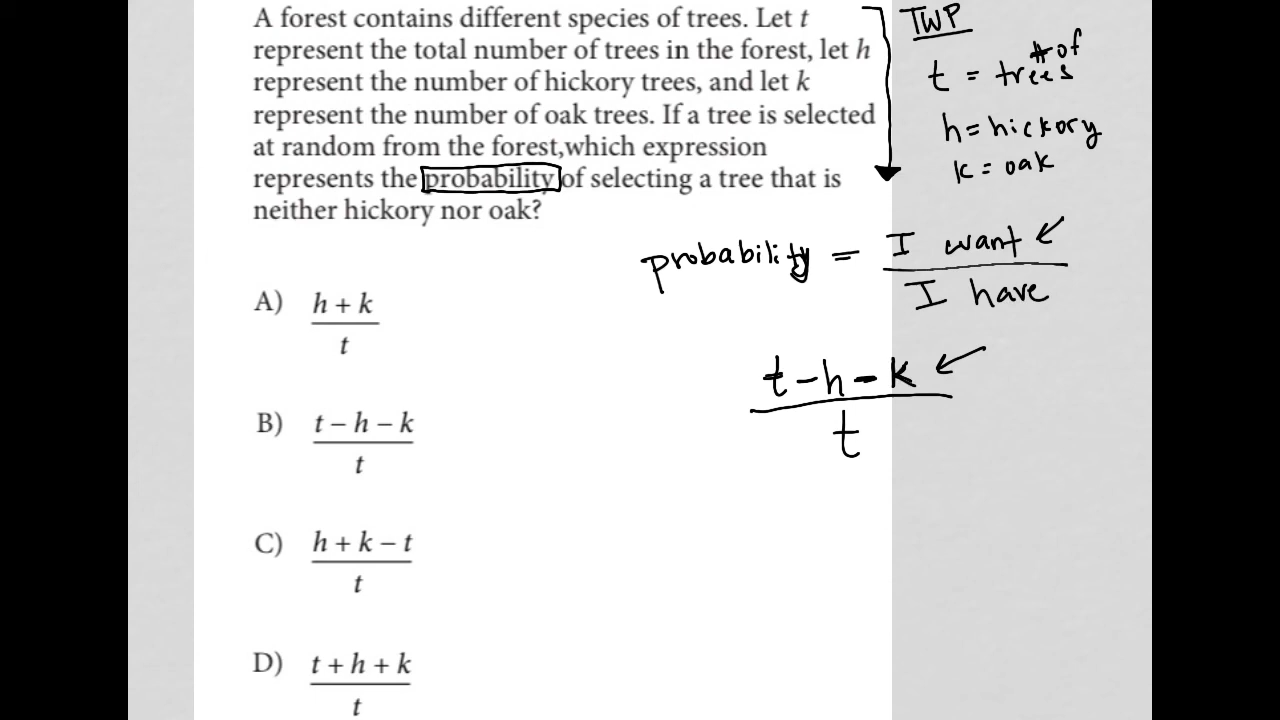 A forest contains different species of trees. Let t
represent the total number of trees in the forest, let h
represent the number of hickory trees, and let k
represent the number of oak trees. If a tree is selected
at random from the forest,which expression
represents the probability of selecting a tree that is
neither hickory nor oak?
A) h + k
t
B) t − h − k
t
C) h + k − t
t
D) t + h + k
t
TWP
# of
t = trees
h = hickory
k = oak
probability = I want
I have
t − h − k
t